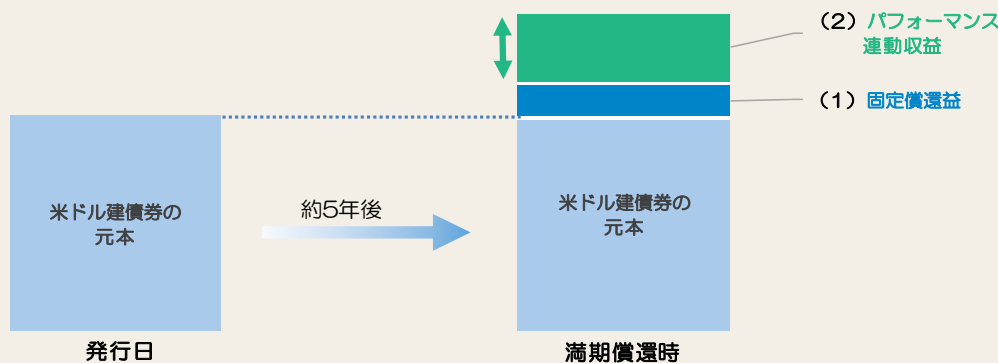 (2) パフォーマンス
連動収益
(1) 固定償還益
米ドル建債券の
元本
約5年後
米ドル建債券の
元本
発行日
満期償還時